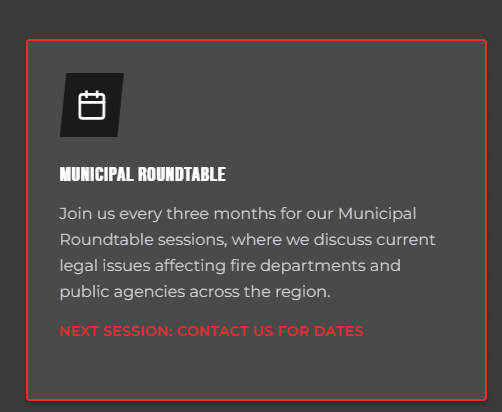 MUNICIPAL ROUNDTABLE
Join us every three months for our Municipal
Roundtable sessions, where we discuss current
legal issues affecting fire departments and
public agencies across the region.
NEXT SESSION: CONTACT US FOR DATES